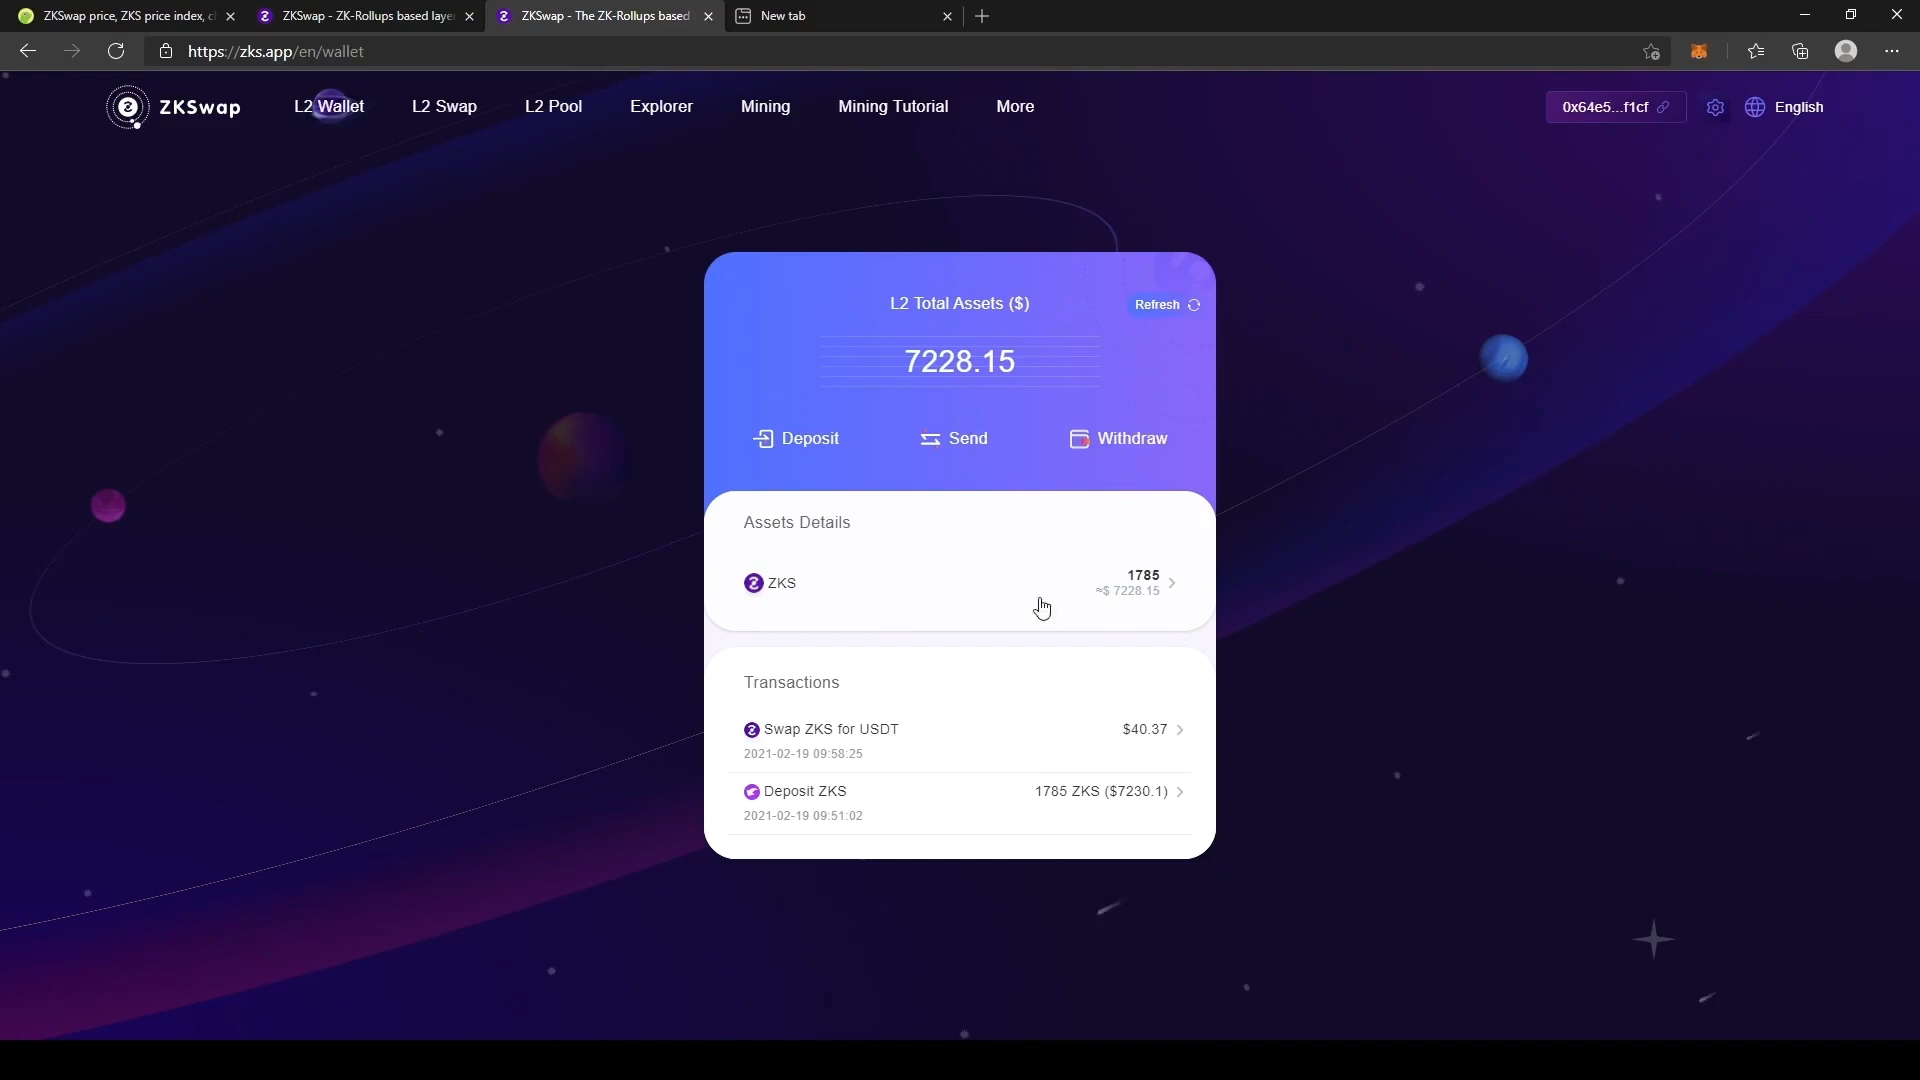 ZKSwap price, ZKS price index, c
ZKSwap - ZK-Rollups based laye
ZKSwap - The ZK-Rollups based
New tab
https://zks.app/en/wallet
ZKSwap
L2 Wallet
L2 Swap
L2 Pool
Explorer
Mining
Mining Tutorial
More
0x64e5...f1cf
English
L2 Total Assets ($)
Refresh
7228.15
Deposit
Send
Withdraw
Assets Details
ZKS
1785
≈$ 7228.15
Transactions
Swap ZKS for USDT
$40.37
2021-02-19 09:58:25
Deposit ZKS
1785 ZKS ($7230.1)
2021-02-19 09:51:02